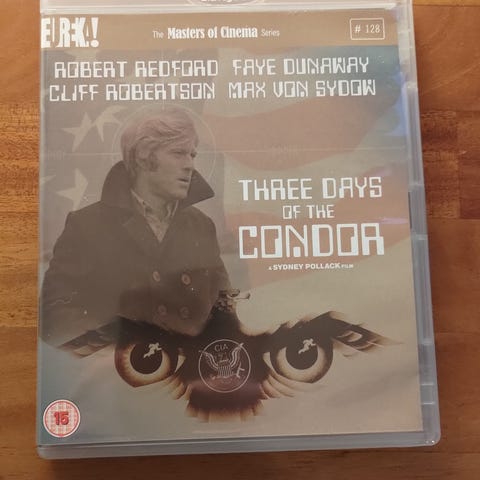 EUREKA!
The Masters of Cinema Series
# 128
ROBERT REDFORD FAYE DUNAWAY
CLIFF ROBERTSON MAX VON SYDOW
THREE DAYS
OF THE
CONDOR
A SYDNEY POLLACK FILM
CIA
15